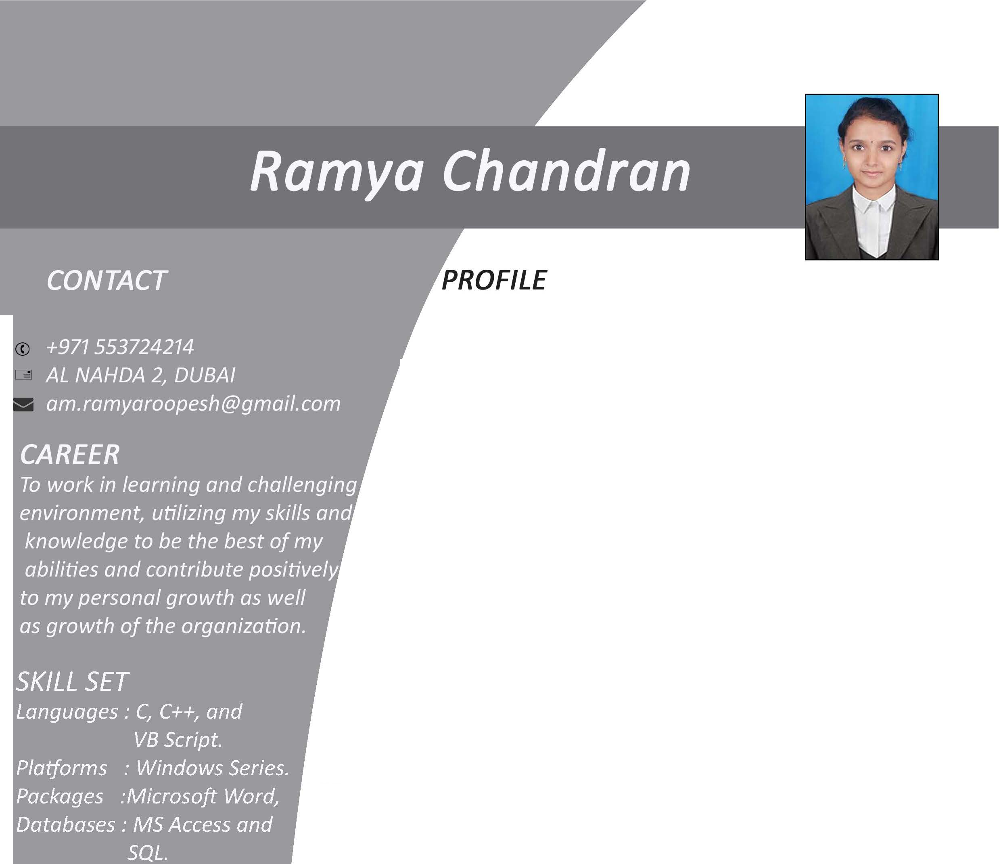 Ramya Chandran
CONTACT
+971 553724214
AL NAHDA 2, DUBAI
am.ramyaroopesh@gmail.com
CAREER
To work in learning and challenging
environment, utilizing my skills and
knowledge to be the best of my
abilities and contribute positively
to my personal growth as well
as growth of the organization.
SKILL SET
Languages : C, C++, and
VB Script.
Platforms : Windows Series.
Packages :Microsoft Word,
Databases : MS Access and
SQL.
PROFILE